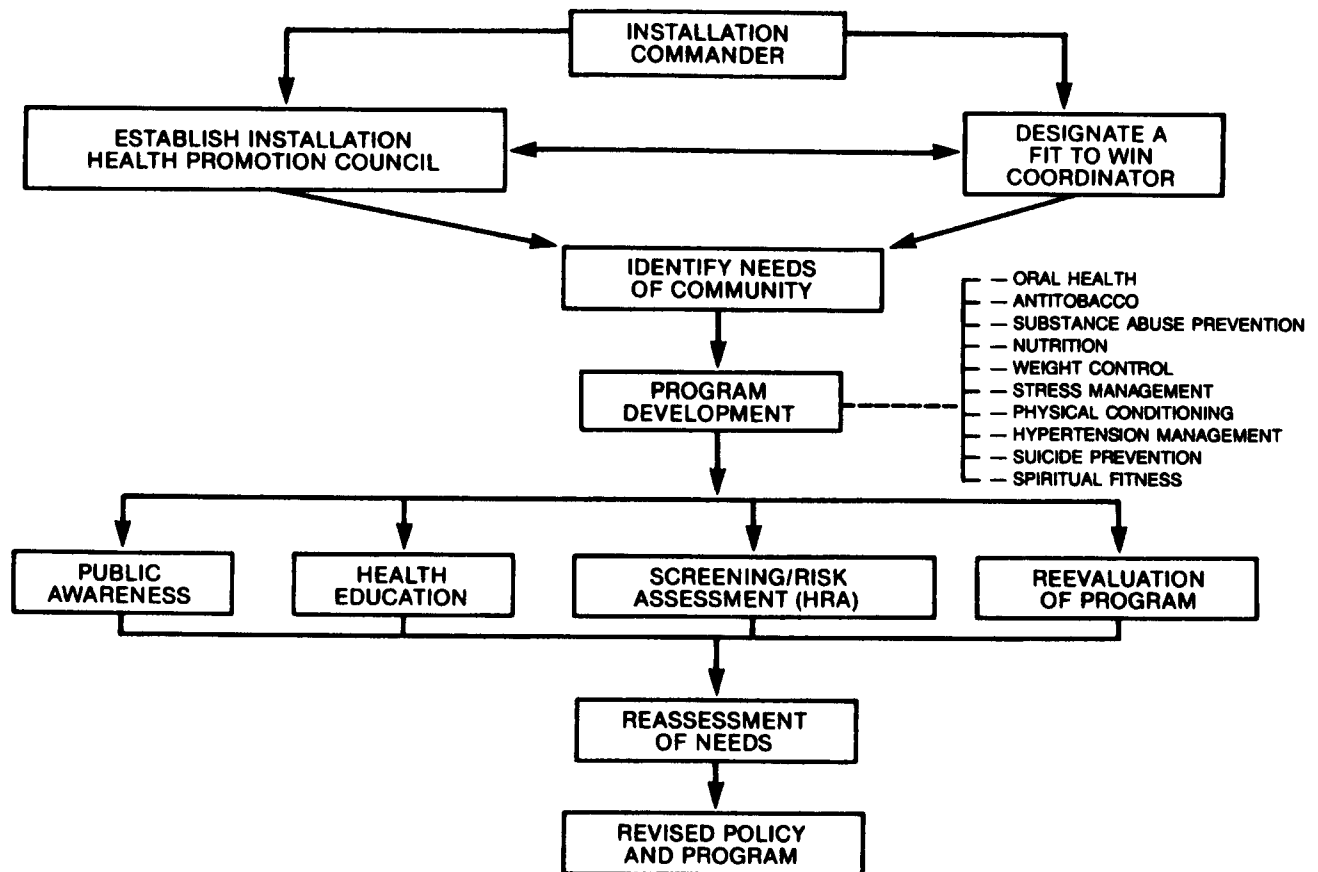 INSTALLATION
COMMANDER
ESTABLISH INSTALLATION
HEALTH PROMOTION COUNCIL
DESIGNATE A
FIT TO WIN
COORDINATOR
IDENTIFY NEEDS
OF COMMUNITY
PROGRAM
DEVELOPMENT
— ORAL HEALTH
— ANTITOBACCO
— SUBSTANCE ABUSE PREVENTION
— NUTRITION
— WEIGHT CONTROL
— STRESS MANAGEMENT
— PHYSICAL CONDITIONING
— HYPERTENSION MANAGEMENT
— SUICIDE PREVENTION
— SPIRITUAL FITNESS
PUBLIC
AWARENESS
HEALTH
EDUCATION
SCREENING/RISK
ASSESSMENT (HRA)
REEVALUATION
OF PROGRAM
REASSESSMENT
OF NEEDS
REVISED POLICY
AND PROGRAM